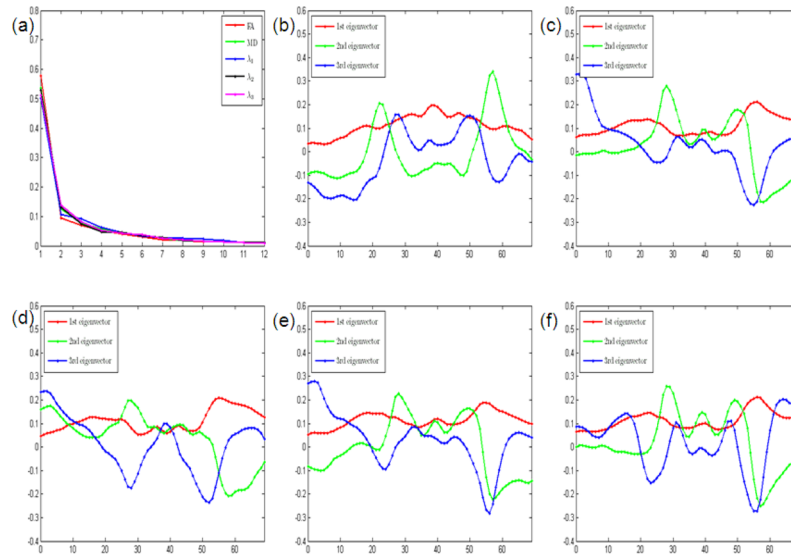 (a)
0.8
0.7
0.6
0.5
0.4
0.3
0.2
0.1
0
1 2 3 4 5 6 7 8 9 10 11 12
FA
MD
λ₁
λ₂
λ₃
(b)
0.6
0.5
0.4
0.3
0.2
0.1
0
-0.1
-0.2
-0.3
-0.4
0 10 20 30 40 50 60
1st eigenvector
2nd eigenvector
3rd eigenvector
(c)
0.6
0.5
0.4
0.3
0.2
0.1
0
-0.1
-0.2
-0.3
-0.4
0 10 20 30 40 50 60
1st eigenvector
2nd eigenvector
3rd eigenvector
(d)
0.6
0.5
0.4
0.3
0.2
0.1
0
-0.1
-0.2
-0.3
-0.4
0 10 20 30 40 50 60
1st eigenvector
2nd eigenvector
3rd eigenvector
(e)
0.6
0.5
0.4
0.3
0.2
0.1
0
-0.1
-0.2
-0.3
-0.4
0 10 20 30 40 50 60
1st eigenvector
2nd eigenvector
3rd eigenvector
(f)
0.6
0.5
0.4
0.3
0.2
0.1
0
-0.1
-0.2
-0.3
-0.4
0 10 20 30 40 50 60
1st eigenvector
2nd eigenvector
3rd eigenvector